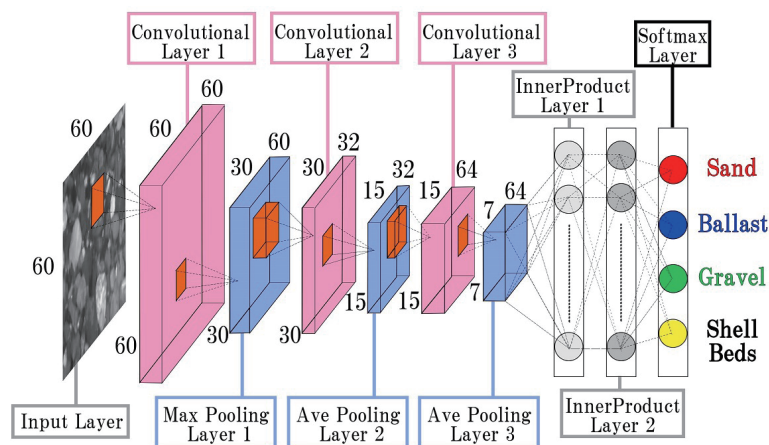 Convolutional
Layer 1
Convolutional
Layer 2
Convolutional
Layer 3
Softmax
Layer
InnerProduct
Layer 1
60
60
60
60
60
60
30
60
30
30
32
30
15
32
15
15
64
15
7
64
7
Sand
Ballast
Gravel
Shell
Beds
Input Layer
Max Pooling
Layer 1
Ave Pooling
Layer 2
Ave Pooling
Layer 3
InnerProduct
Layer 2